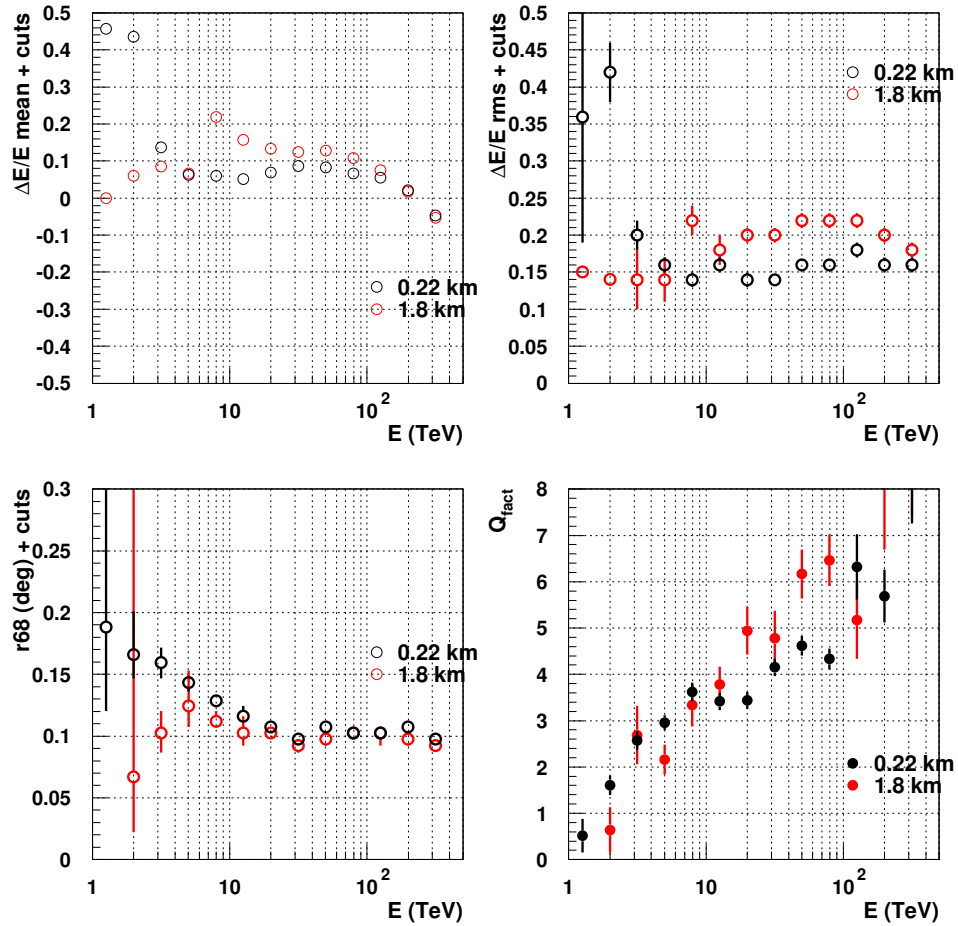 ΔE/E mean + cuts
0.5
0.4
0.3
0.2
0.1
0
-0.1
-0.2
-0.3
-0.4
-0.5
0.22 km
1.8 km
1 10 10²
E (TeV)
ΔE/E rms + cuts
0.5
0.45
0.4
0.35
0.3
0.25
0.2
0.15
0.1
0.05
0
0.22 km
1.8 km
1 10 10²
E (TeV)
r68 (deg) + cuts
0.3
0.25
0.2
0.15
0.1
0.05
0
0.22 km
1.8 km
1 10 10²
E (TeV)
Qfact
8
7
6
5
4
3
2
1
0
0.22 km
1.8 km
1 10 10²
E (TeV)